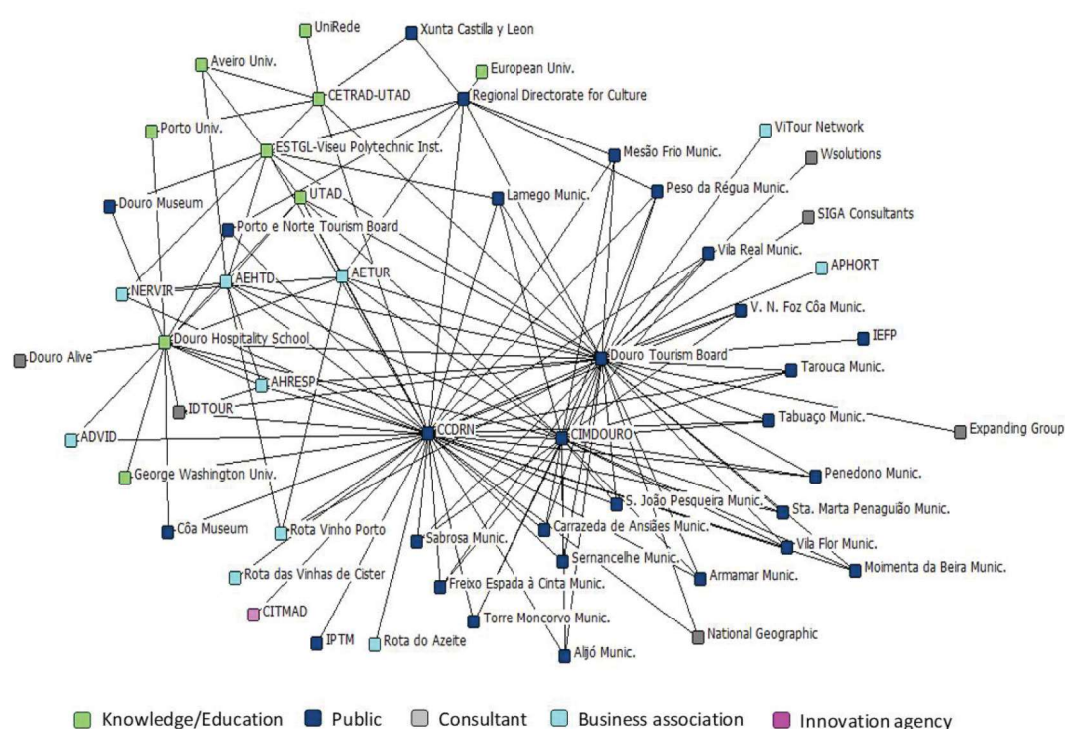 UniRede
Xunta Castilla y Leon
Aveiro Univ.
European Univ.
CETRAD-UTAD
Regional Directorate for Culture
Porto Univ.
ViTour Network
ESTGL-Viseu Polytechnic Inst.
Mesão Frio Munic.
Wsolutions
UTAD
Lamego Munic.
Peso da Régua Munic.
Douro Museum
SIGA Consultants
Porto e Norte Tourism Board
Vila Real Munic.
AEHTD
AETUR
APHORT
NERVIR
V. N. Foz Côa Munic.
Douro Hospitality School
IEFP
Douro Alive
Douro Tourism Board
Tarouca Munic.
AHRESP
IDTOUR
Tabuaço Munic.
CCDRN
CIMDOURO
Expanding Group
ADVID
George Washington Univ.
Penedono Munic.
S. João Pesqueira Munic.
Sta. Marta Penaguião Munic.
Côa Museum
Rota Vinho Porto
Carrazeda de Ansiães Munic.
Sabrosa Munic.
Vila Flor Munic.
Sernancelhe Munic.
Moimenta da Beira Munic.
Rota das Vinhas de Cister
Freixo Espada à Cinta Munic.
Armamar Munic.
CITMAD
Torre Moncorvo Munic.
National Geographic
IPTM
Rota do Azeite
Alijó Munic.
Knowledge/Education
Public
Consultant
Business association
Innovation agency